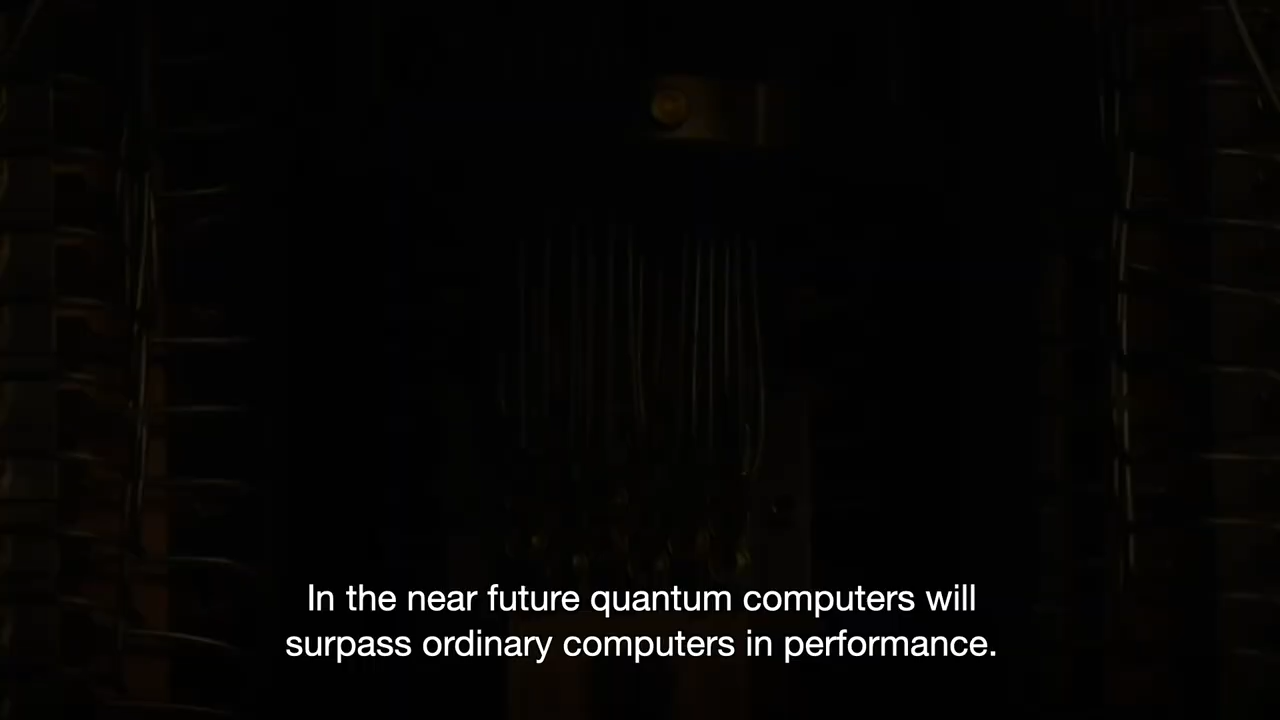 In the near future quantum computers will
surpass ordinary computers in performance.